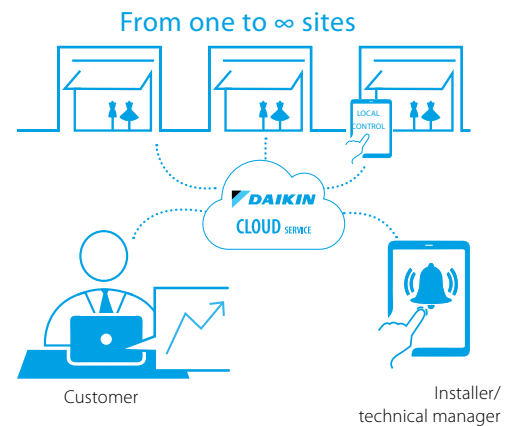 From one to ∞ sites
LOCAL
CONTROL
DAIKIN
CLOUD SERVICE
Customer
Installer/
technical manager